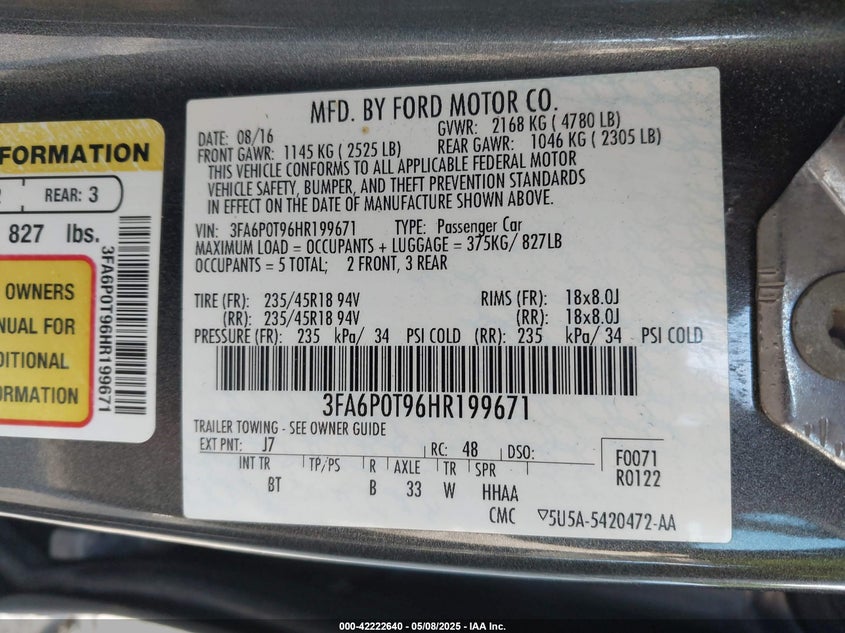 MFD. BY FORD MOTOR CO.
DATE: 08/16 GVWR: 2168 KG ( 4780 LB)
FRONT GAWR: 1145 KG ( 2525 LB) REAR GAWR: 1046 KG ( 2305 LB)
THIS VEHICLE CONFORMS TO ALL APPLICABLE FEDERAL MOTOR
VEHICLE SAFETY, BUMPER, AND THEFT PREVENTION STANDARDS
IN EFFECT ON THE DATE OF MANUFACTURE SHOWN ABOVE.
VIN: 3FA6P0T96HR199671 TYPE: Passenger Car
MAXIMUM LOAD = OCCUPANTS + LUGGAGE = 375KG/ 827LB
OCCUPANTS = 5 TOTAL; 2 FRONT, 3 REAR
TIRE (FR): 235/45R18 94V RIMS (FR): 18x8.0J
(RR): 235/45R18 94V (RR): 18x8.0J
PRESSURE (FR): 235 kPa/ 34 PSI COLD (RR): 235 kPa/ 34 PSI COLD
3FA6P0T96HR199671
TRAILER TOWING - SEE OWNER GUIDE
EXT PNT: J7 RC: 48 DSO: F0071
INT TR TP/PS R AXLE TR SPR R0122
BT B 33 W HHAA
CMC ▽5U5A-5420472-AA
FORMATION
REAR: 3
827 lbs.
OWNERS
NUAL FOR
DITIONAL
ORMATION
3FA6P0T96HR199671
000-42222640 - 05/08/2025 - IAA Inc.